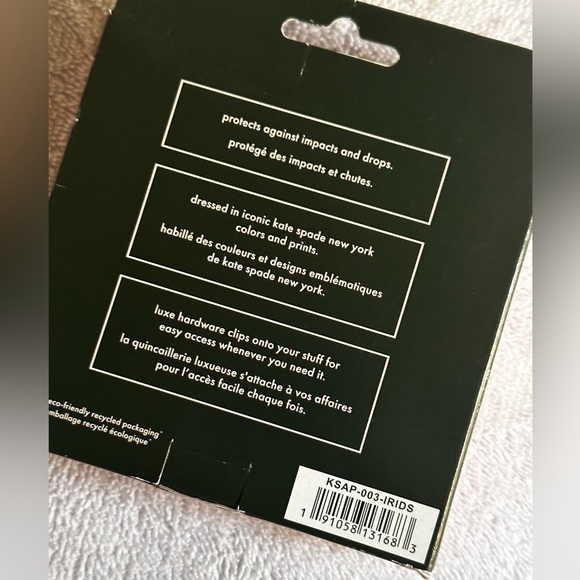 protects against impacts and drops.
protégé des impacts et chutes.
dressed in iconic kate spade new york
colors and prints.
habillé des couleurs et designs emblématiques
de kate spade new york.
luxe hardware clips onto your stuff for
easy access whenever you need it.
la quincaillerie luxueuse s'attache à vos affaires
pour l'accès facile chaque fois.
eco-friendly recycled packaging*
emballage recyclé écologique*
KSAP-003-IRIDS
1 91058 13168 3